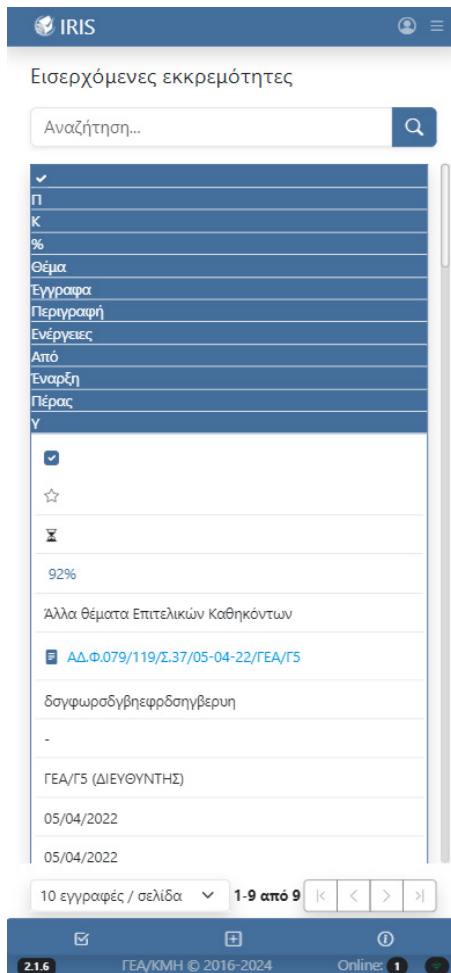 IRIS
Εισερχόμενες εκκρεμότητες
Αναζήτηση...
Π
Κ
%
Θέμα
Έγγραφα
Περιγραφή
Ενέργειες
Από
Έναρξη
Πέρας
Υ
92%
Άλλα θέματα Επιτελικών Καθηκόντων
ΑΔ.Φ.079/119/Σ.37/05-04-22/ΓΕΑ/Γ5
δσγφωρσδγβηεφρδσηγβερυη
-
ΓΕΑ/Γ5 (ΔΙΕΥΘΥΝΤΗΣ)
05/04/2022
05/04/2022
10 εγγραφές / σελίδα 1-9 από 9
2.1.6 ΓΕΑ/ΚΜΗ © 2016-2024 Online: 1